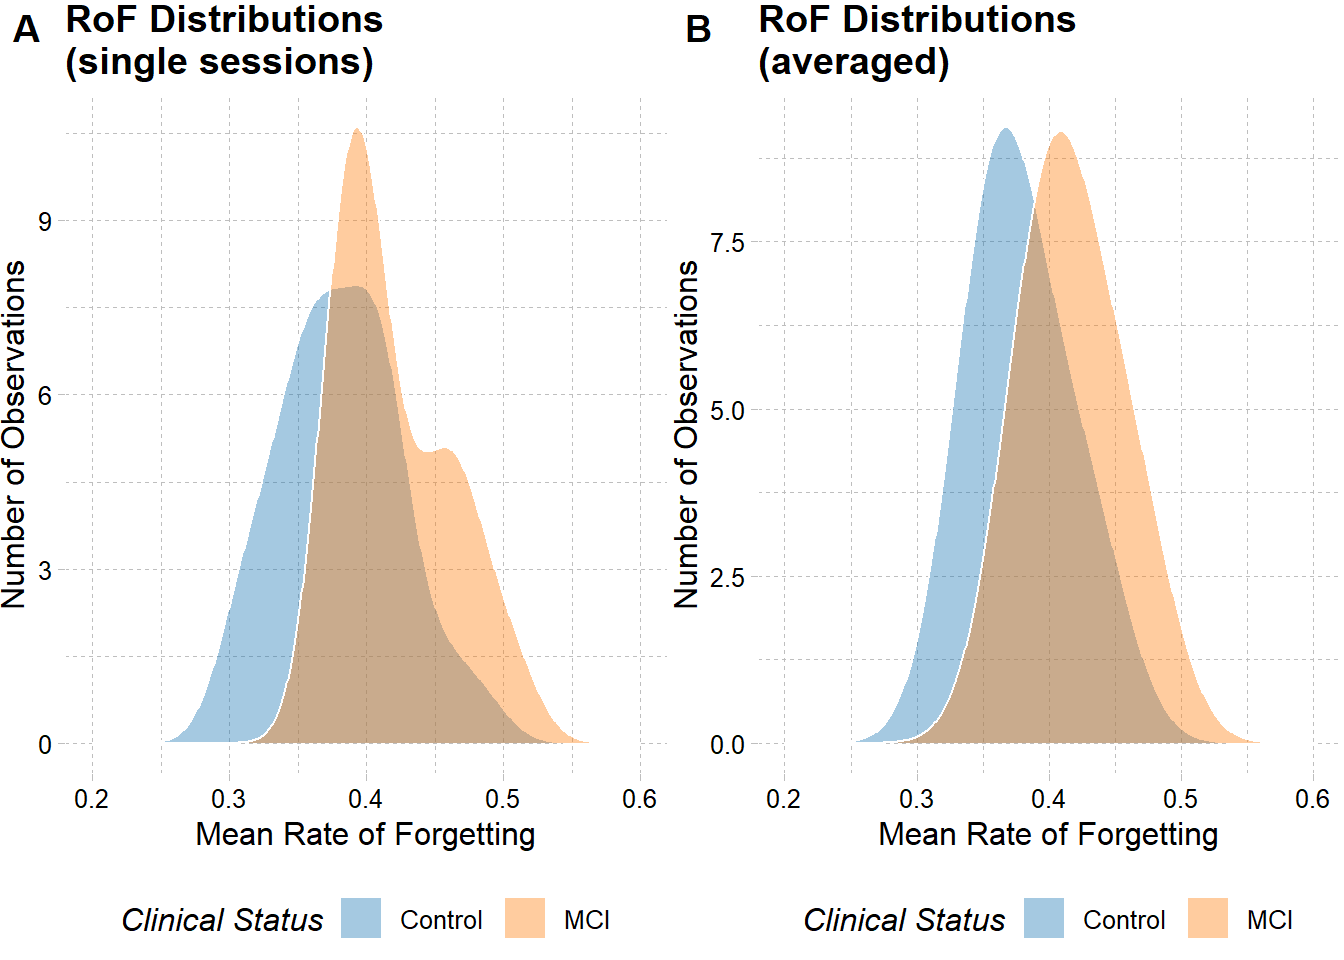 A
RoF Distributions
(single sessions)
Number of Observations
9
6
3
0
0.2 0.3 0.4 0.5 0.6
Mean Rate of Forgetting
Clinical Status Control MCI
B
RoF Distributions
(averaged)
Number of Observations
7.5
5.0
2.5
0.0
0.2 0.3 0.4 0.5 0.6
Mean Rate of Forgetting
Clinical Status Control MCI